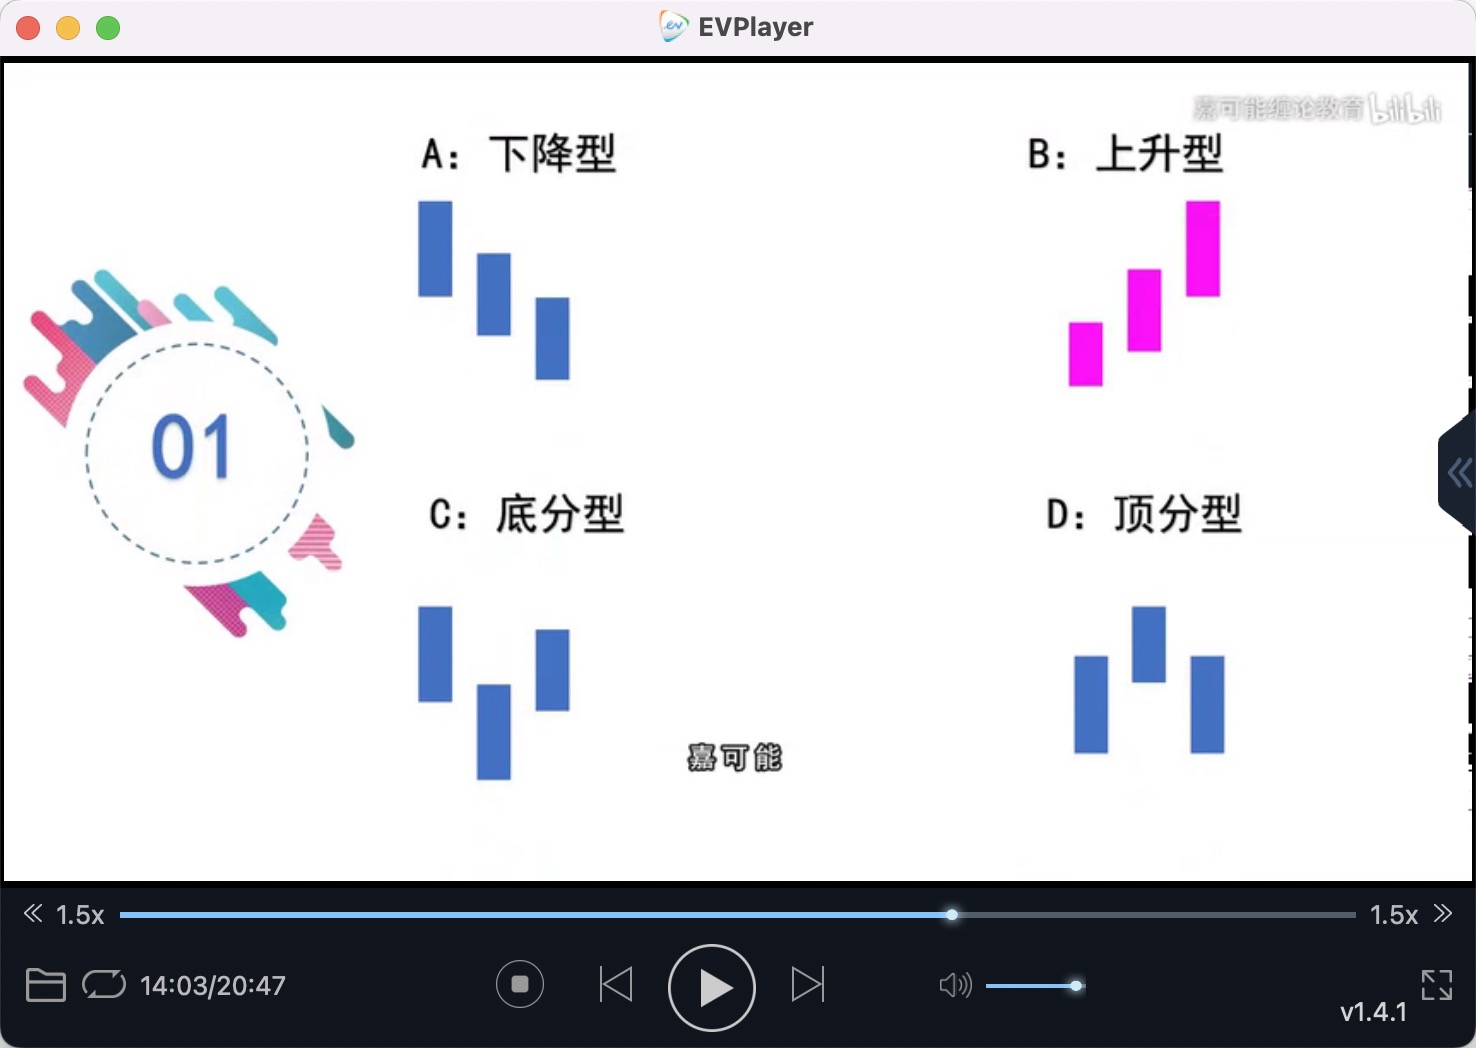 EVPlayer
嘉可能缠论教育 bilibili
A: 下降型
B: 上升型
01
C: 底分型
D: 顶分型
嘉可能
1.5x
1.5x
14:03/20:47
v1.4.1